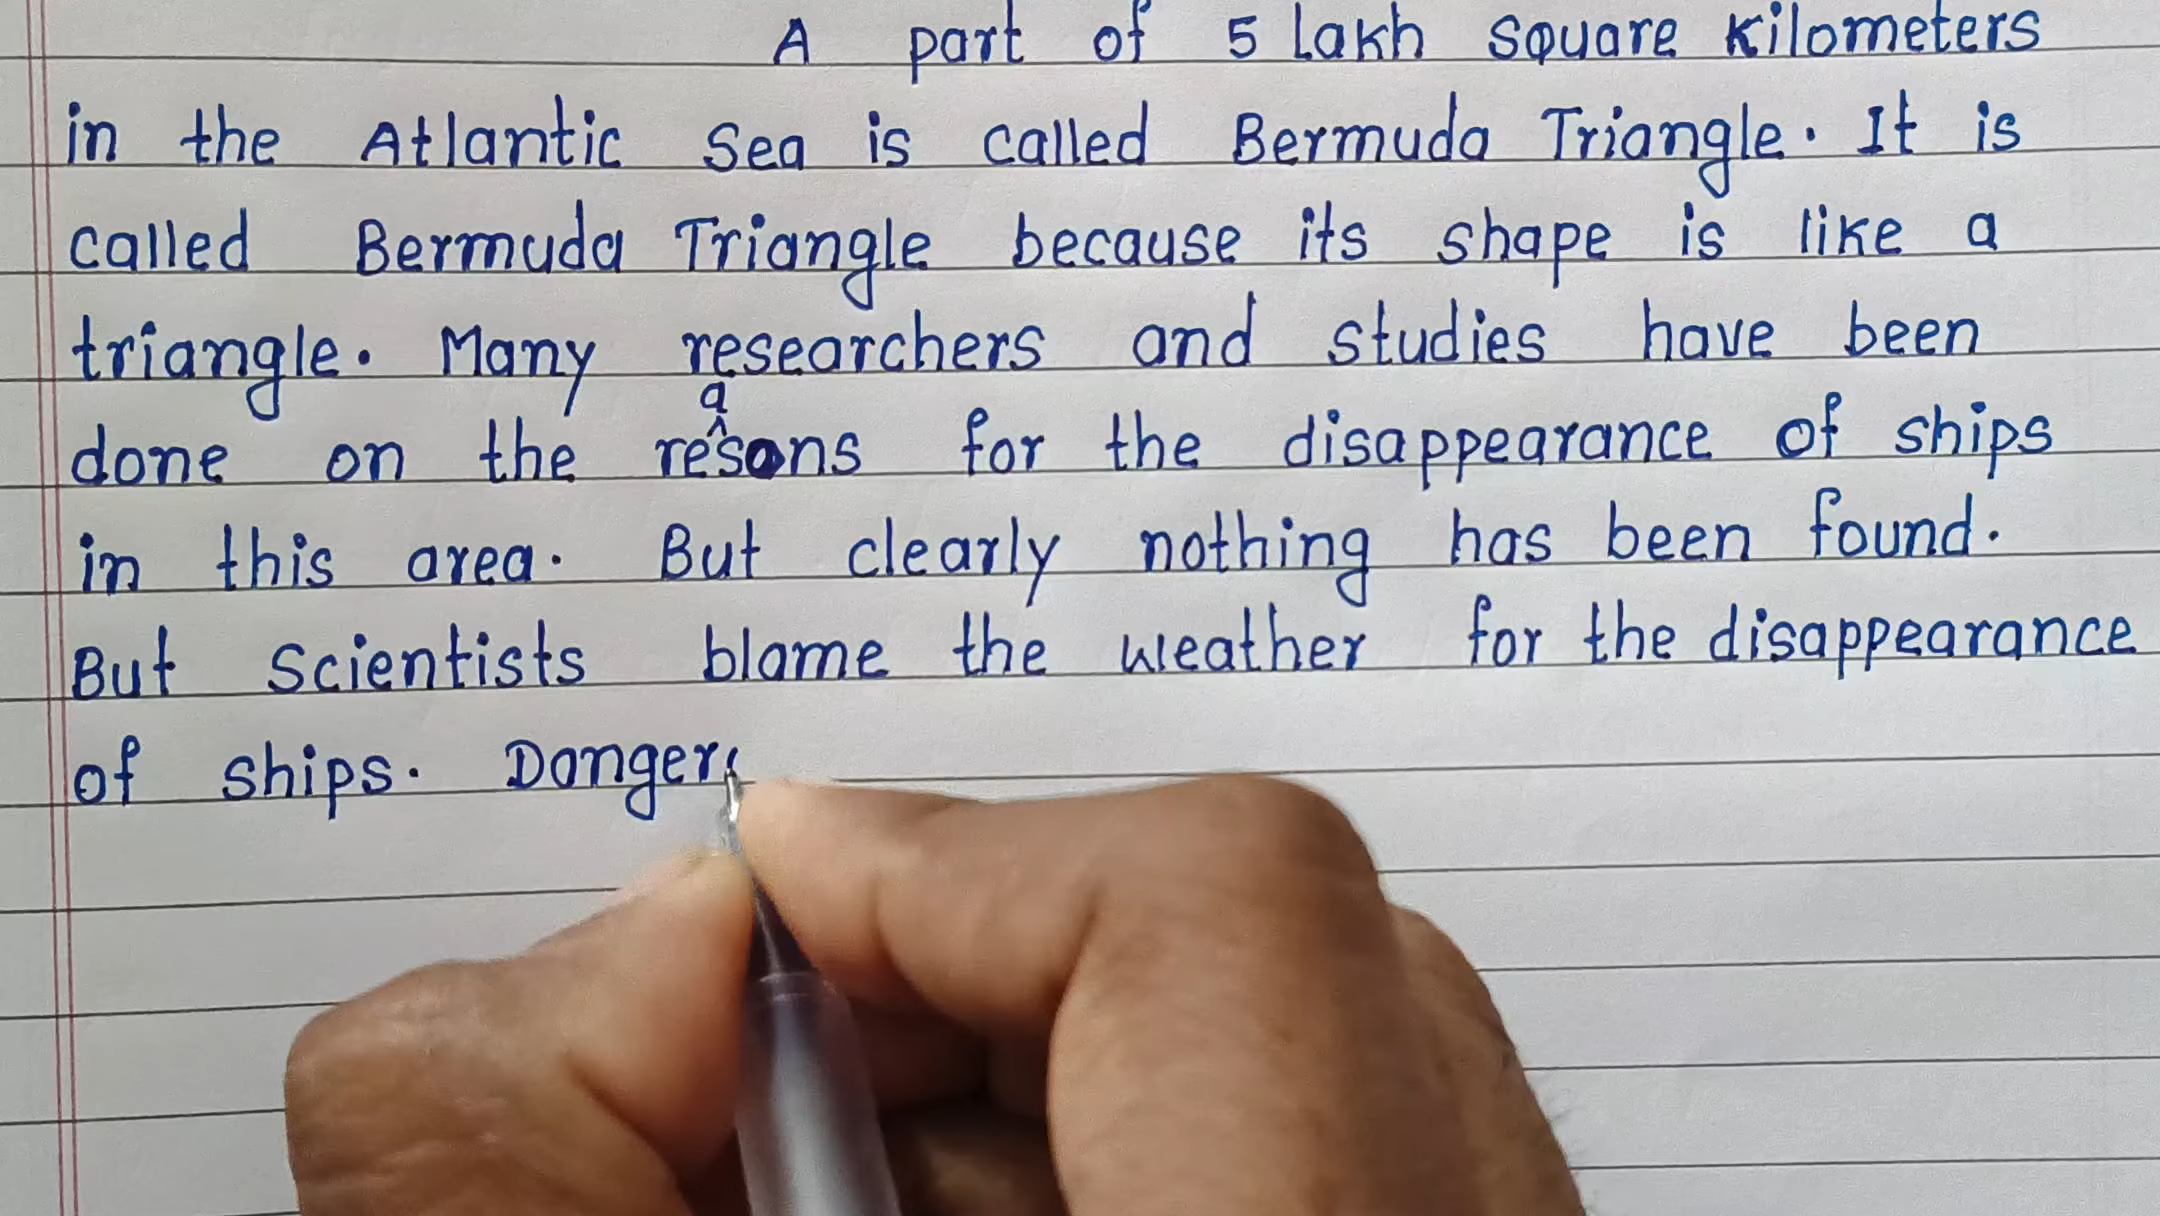 A part of 5 lakh square kilometers
in the Atlantic Sea is called Bermuda Triangle. It is
called Bermuda Triangle because its shape is like a
triangle. Many researchers and studies have been
done on the reasons for the disappearance of ships
in this area. But clearly nothing has been found.
But Scientists blame the weather for the disappearance
of ships. Danger